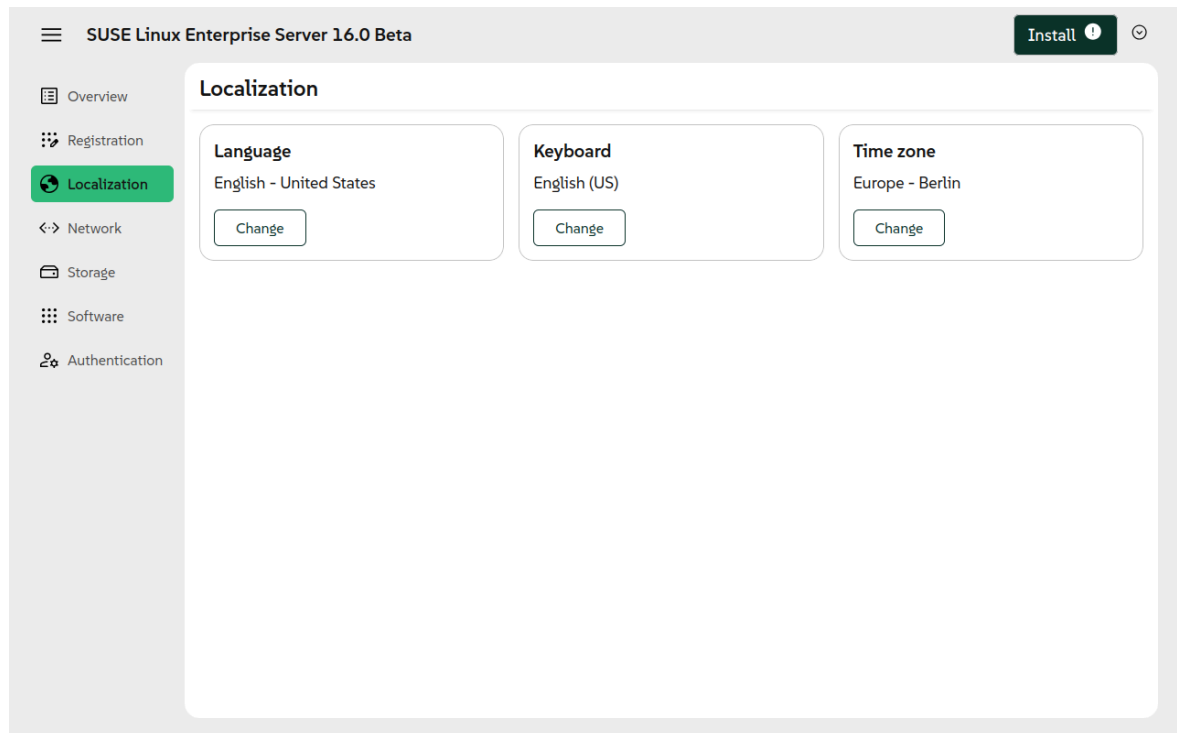 SUSE Linux Enterprise Server 16.0 Beta
Install
Overview
Registration
Localization
Network
Storage
Software
Authentication
Localization
Language
English - United States
Change
Keyboard
English (US)
Change
Time zone
Europe - Berlin
Change